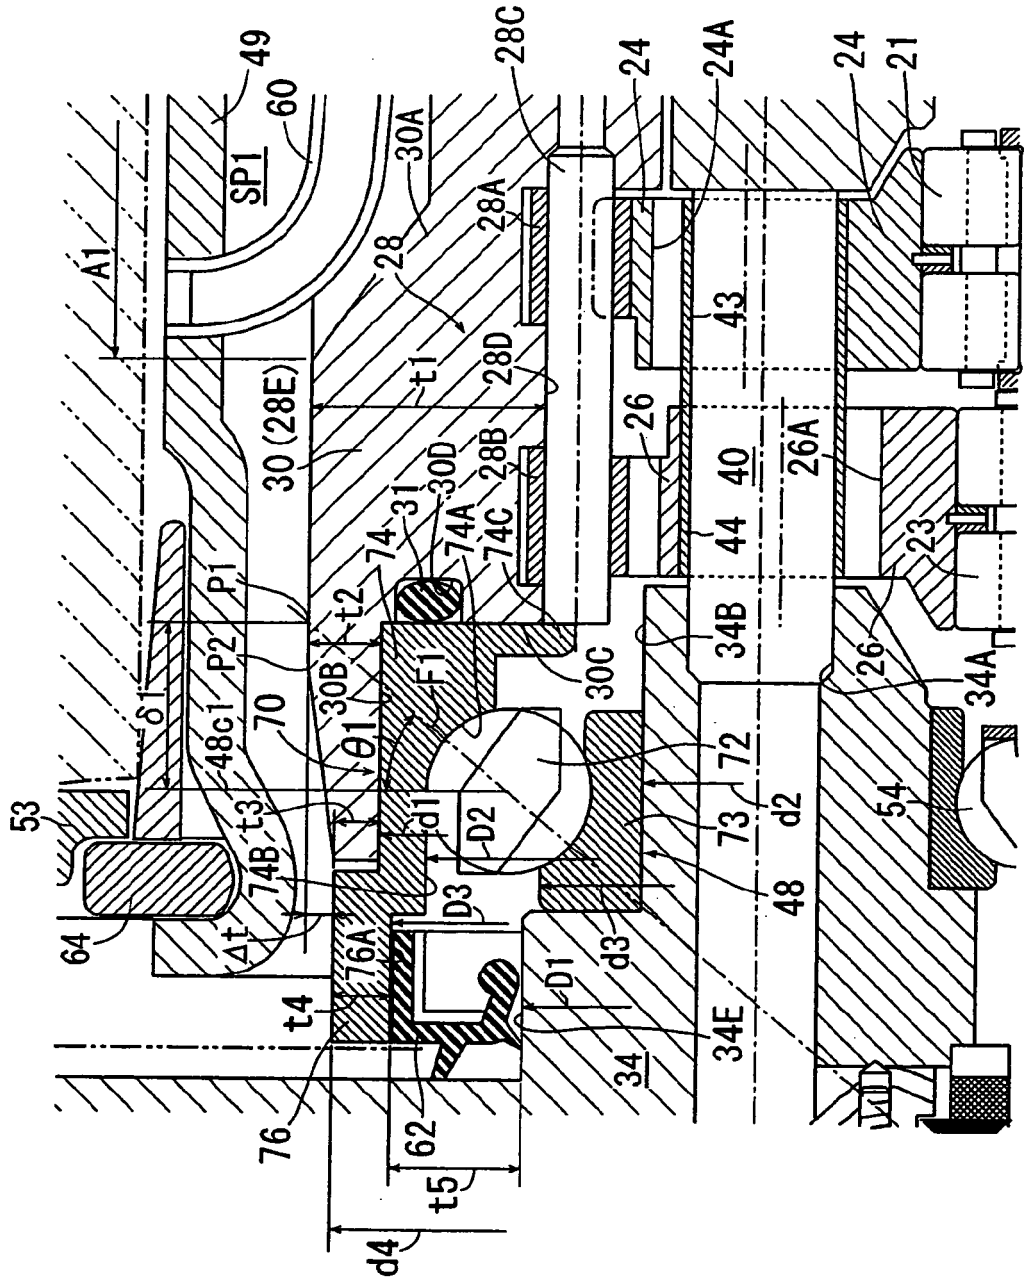 53
64
δ1
48c1
P2
P1
A1
49
SP1
60
30A
28A
28C
24
24A
24
21
28
30 (28E)
t1
28D
28B
26
43
44
40
26A
23
26
34A
34B
74
31
30D
74A
74C
t2
30B
F1
30C
70
θ1
t3
d1
D2
72
d2
73
54
48
74B
Δt
D3
d3
76A
t4
D1
34E
34
76
62
t5
d4